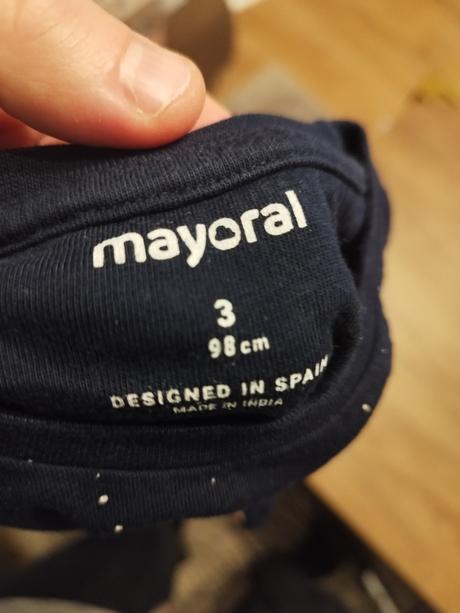 mayoral
3
98cm
DESIGNED IN SPAIN
MADE IN INDIA